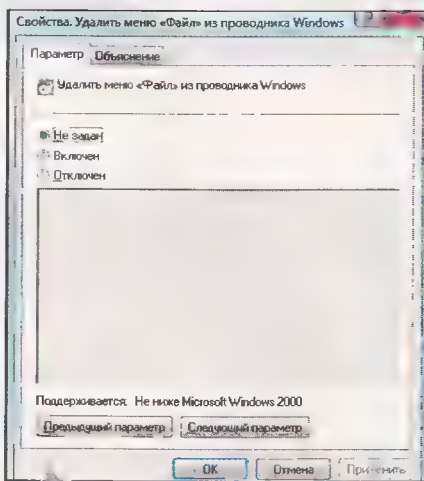 Свойства. Удалить меню «Файл» из проводника Windows
Параметр Объяснение
Удалить меню «Файл» из проводника Windows
Не задан
Включен
Отключен
Поддерживается: Не ниже Microsoft Windows 2000
Предыдущий параметр Следующий параметр
ОК Отмена Применить